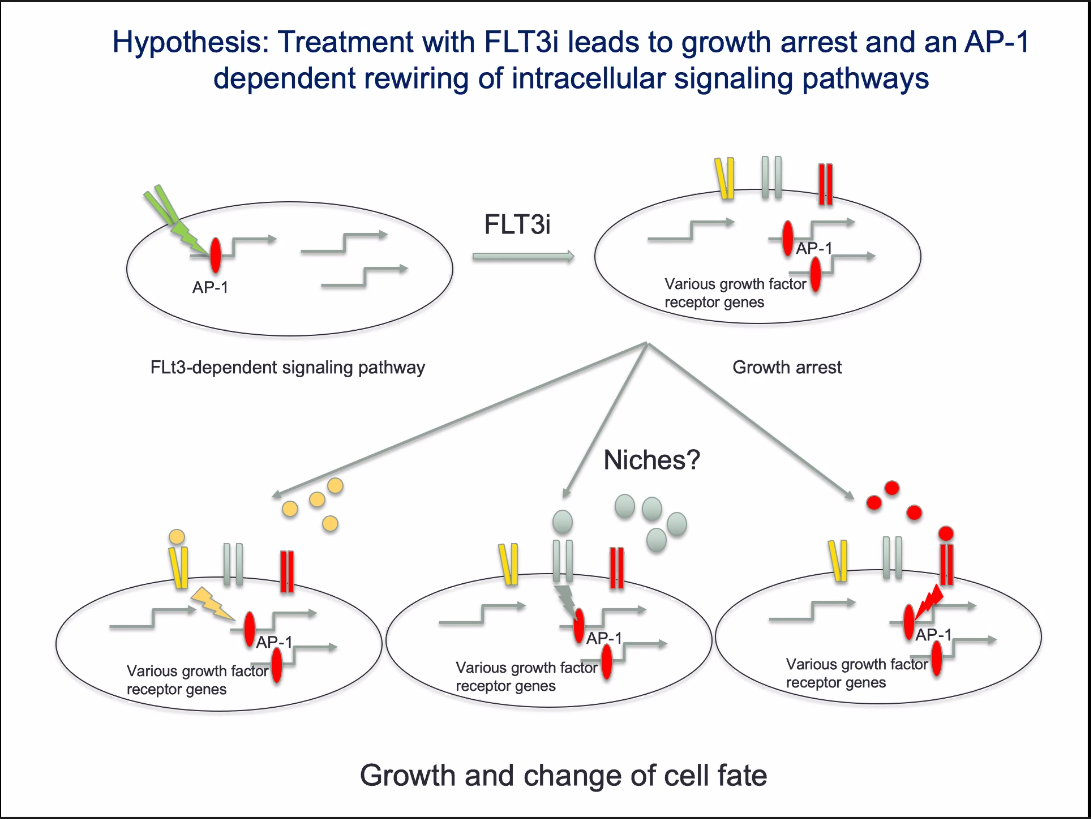 Hypothesis: Treatment with FLT3i leads to growth arrest and an AP-1
dependent rewiring of intracellular signaling pathways
FLT3i
AP-1
AP-1
Various growth factor
receptor genes
FLt3-dependent signaling pathway
Growth arrest
Niches?
AP-1
Various growth factor
receptor genes
AP-1
Various growth factor
receptor genes
AP-1
Various growth factor
receptor genes
Growth and change of cell fate